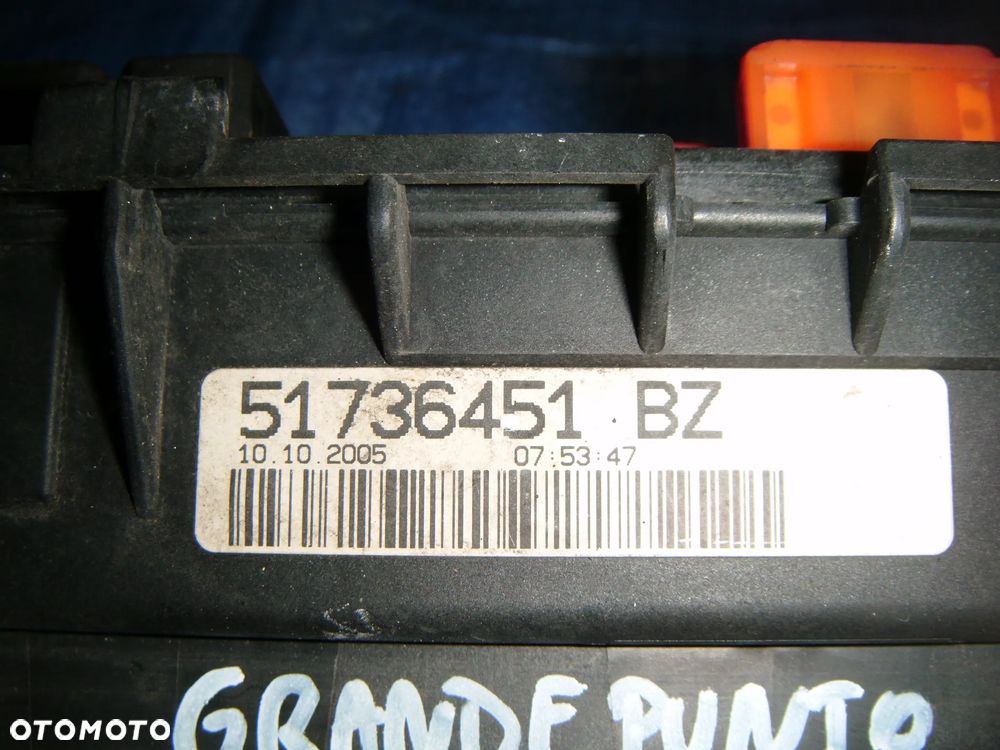 51736451 BZ
10.10.2005 07:53:47
GRANDE PUNTO
OTOMOTO